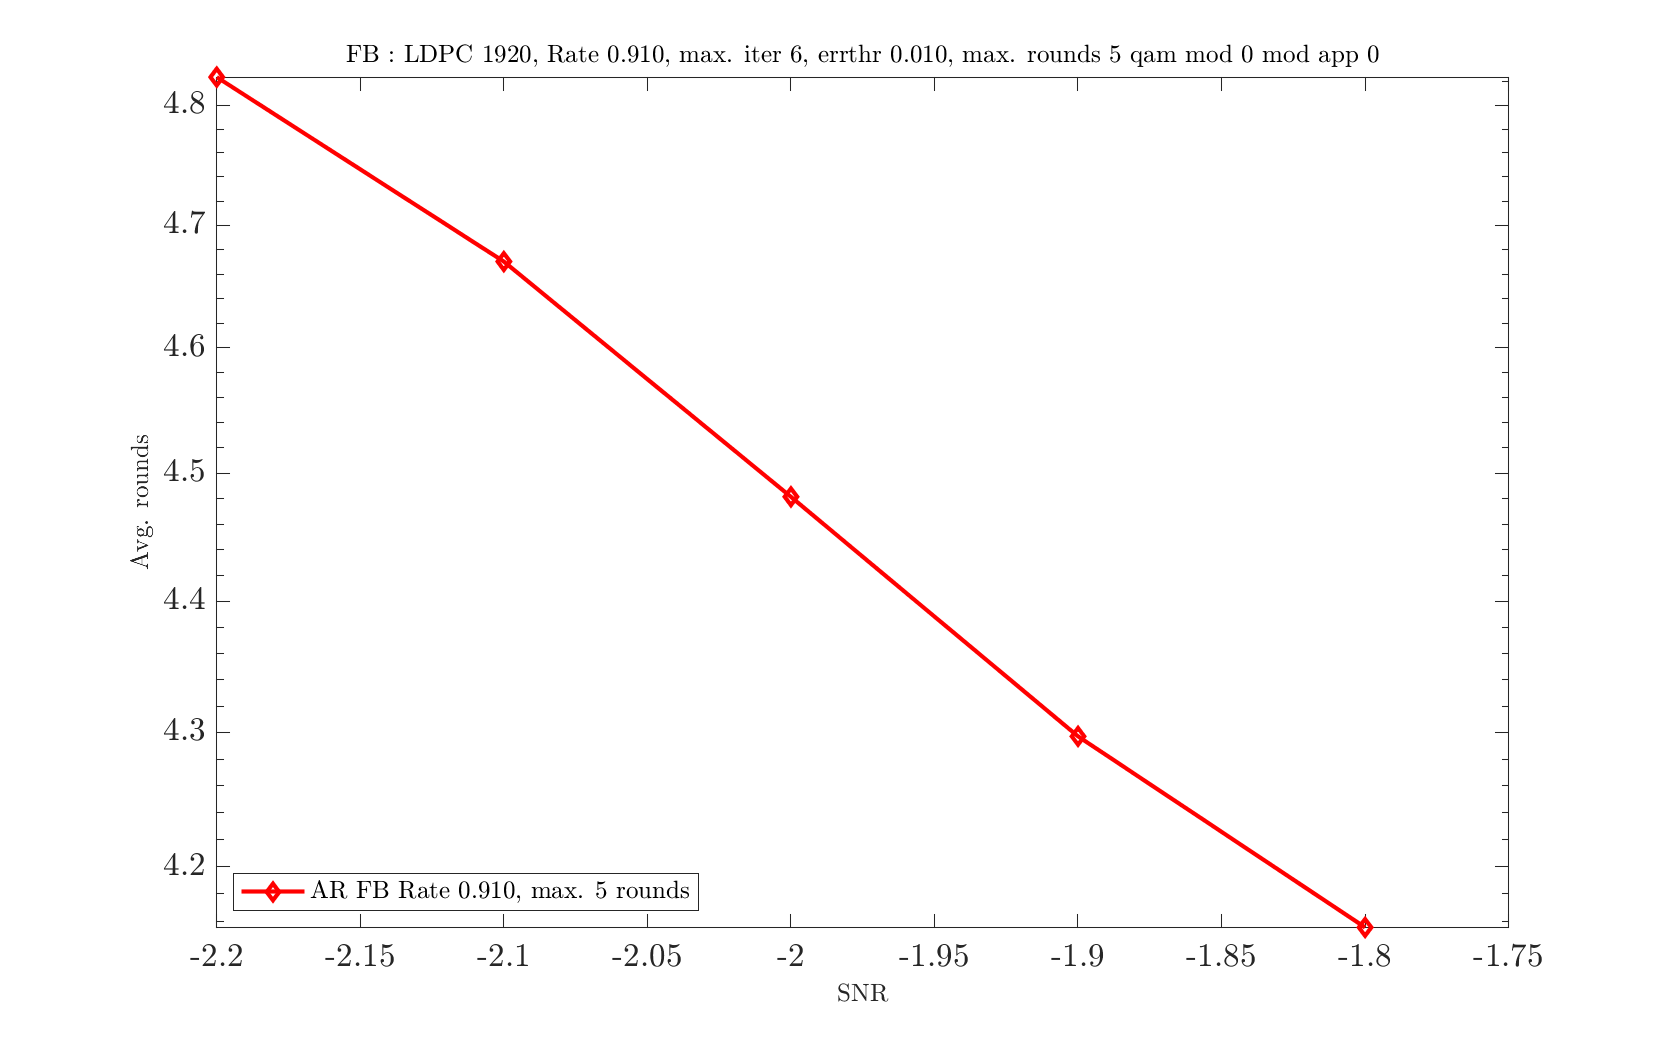 FB : LDPC 1920, Rate 0.910, max. iter 6, errthr 0.010, max. rounds 5 qam mod 0 mod app 0
4.8
4.7
4.6
4.5
4.4
4.3
4.2
Avg. rounds
AR FB Rate 0.910, max. 5 rounds
-2.2 -2.15 -2.1 -2.05 -2 -1.95 -1.9 -1.85 -1.8 -1.75
SNR